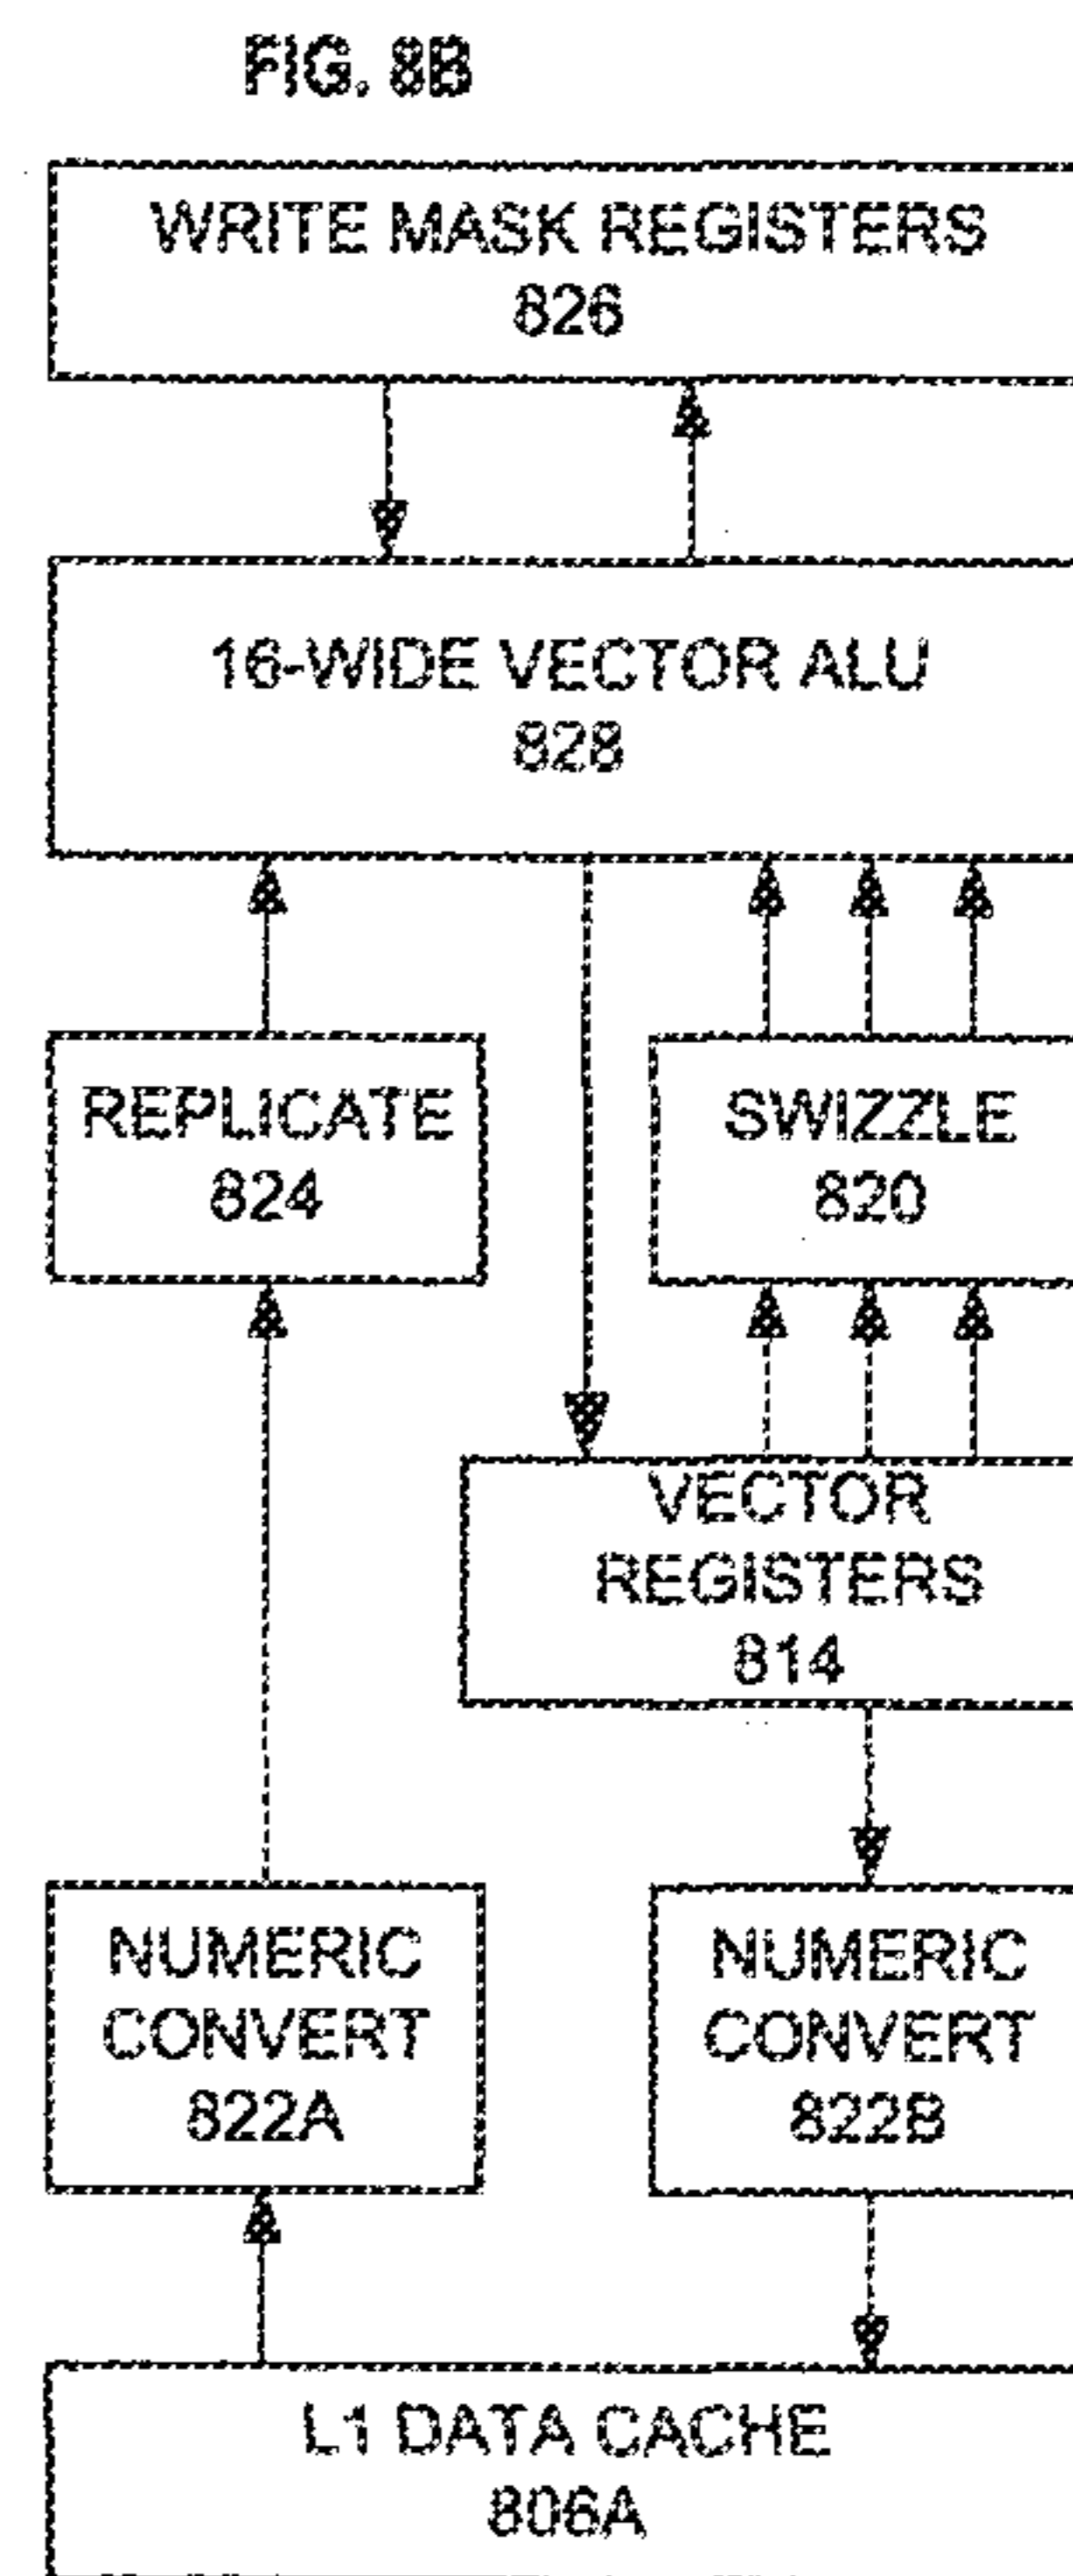 FIG. 8B
WRITE MASK REGISTERS
826
16-WIDE VECTOR ALU
828
REPLICATE
824
SWIZZLE
820
VECTOR
REGISTERS
814
NUMERIC
CONVERT
822A
NUMERIC
CONVERT
822B
L1 DATA CACHE
806A